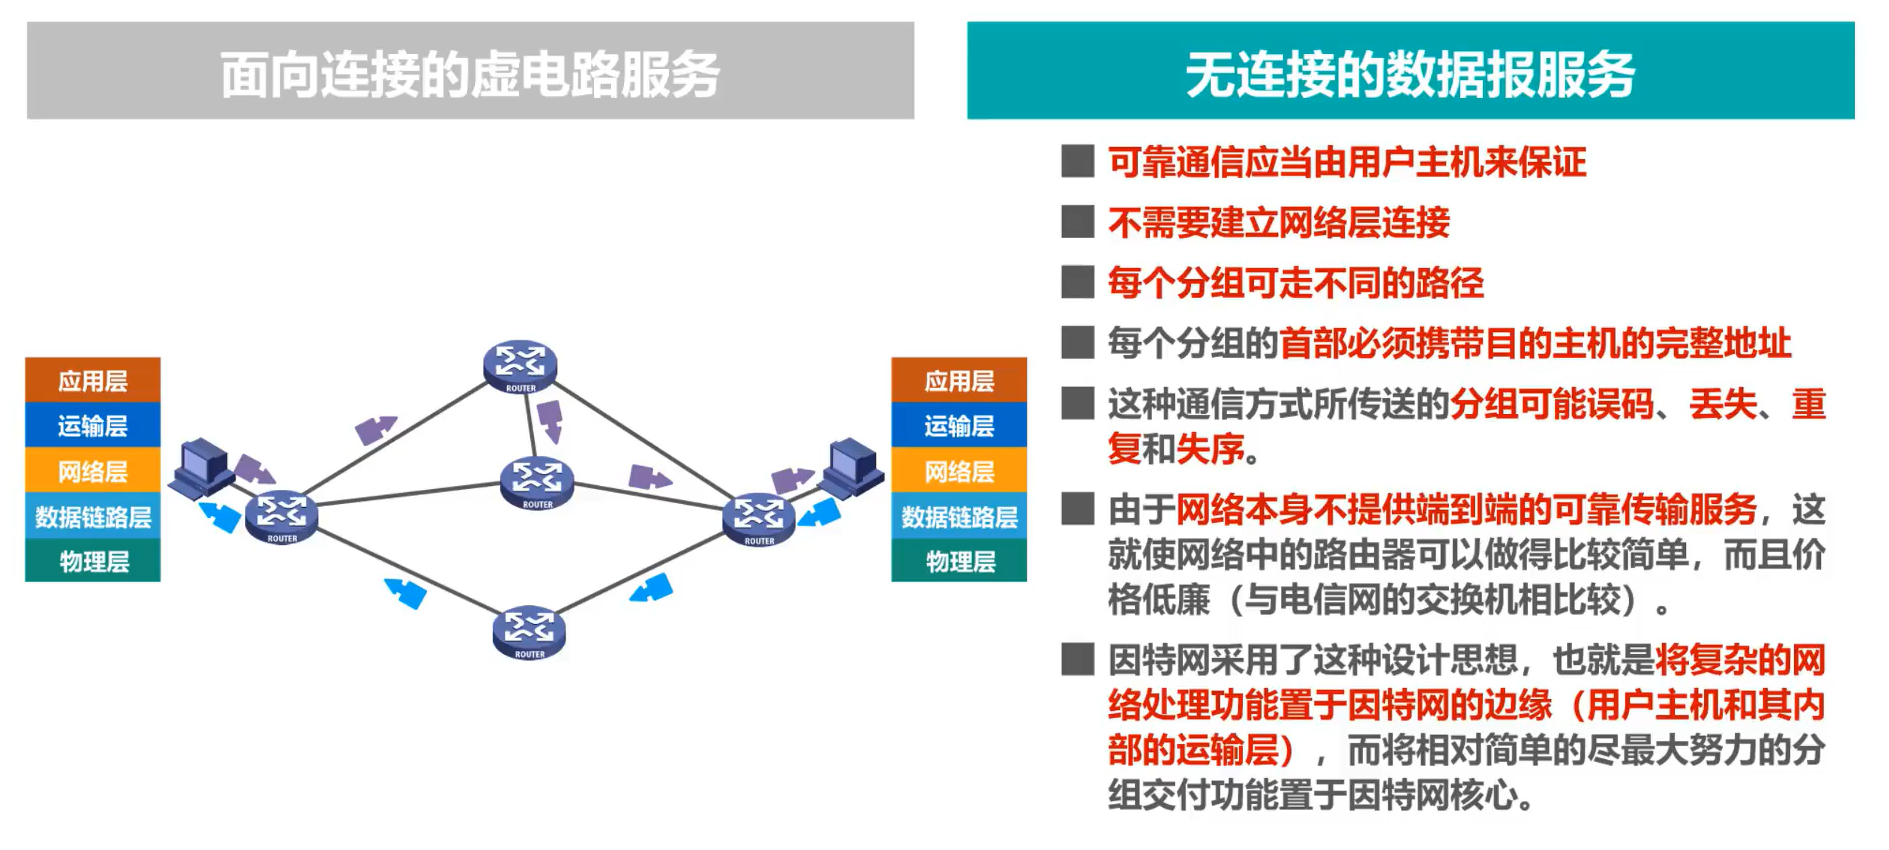 面向连接的虚电路服务
无连接的数据报服务
应用层
运输层
网络层
数据链路层
物理层
ROUTER
ROUTER
ROUTER
ROUTER
ROUTER
应用层
运输层
网络层
数据链路层
物理层
可靠通信应当由用户主机来保证
不需要建立网络层连接
每个分组可走不同的路径
每个分组的首部必须携带目的主机的完整地址
这种通信方式所传送的分组可能误码、丢失、重
复和失序。
由于网络本身不提供端到端的可靠传输服务，这
就使网络中的路由器可以做得比较简单，而且价
格低廉（与电信网的交换机相比较）。
因特网采用了这种设计思想，也就是将复杂的网
络处理功能置于因特网的边缘（用户主机和其内
部的运输层），而将相对简单的尽最大努力的分
组交付功能置于因特网核心。